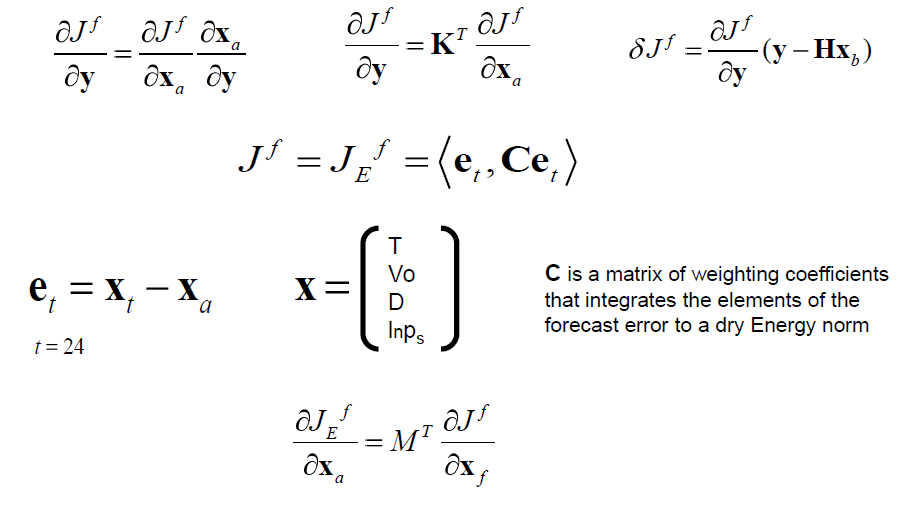 ∂J^f/∂y = ∂J^f/∂x_a ∂x_a/∂y
∂J^f/∂y = K^T ∂J^f/∂x_a
δJ^f = ∂J^f/∂y (y − Hx_b)
J^f = J_E^f = ⟨e_t, Ce_t⟩
e_t = x_t − x_a
t = 24
x = (T
Vo
D
lnp_s)
C is a matrix of weighting coefficients
that integrates the elements of the
forecast error to a dry Energy norm
∂J_E^f/∂x_a = M^T ∂J^f/∂x_f